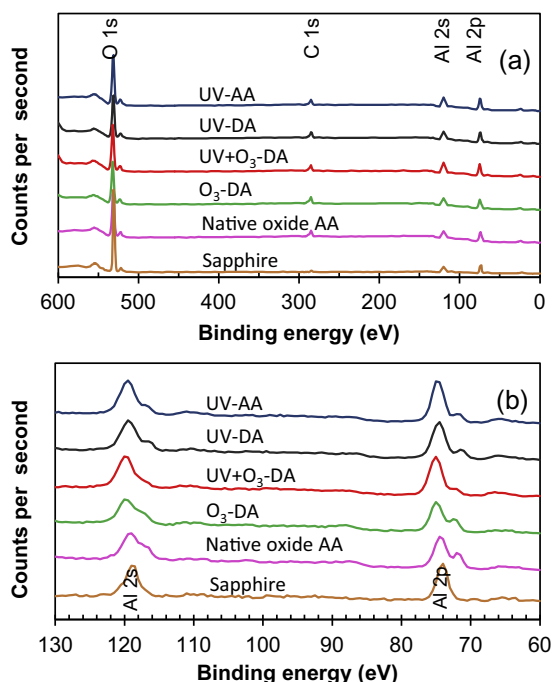 O 1s
C 1s
Al 2s
Al 2p
(a)
UV-AA
UV-DA
UV+O₃-DA
O₃-DA
Native oxide AA
Sapphire
Counts per second
600 500 400 300 200 100 0
Binding energy (eV)
(b)
UV-AA
UV-DA
UV+O₃-DA
O₃-DA
Native oxide AA
Sapphire
Al 2s
Al 2p
Counts per second
130 120 110 100 90 80 70 60
Binding energy (eV)